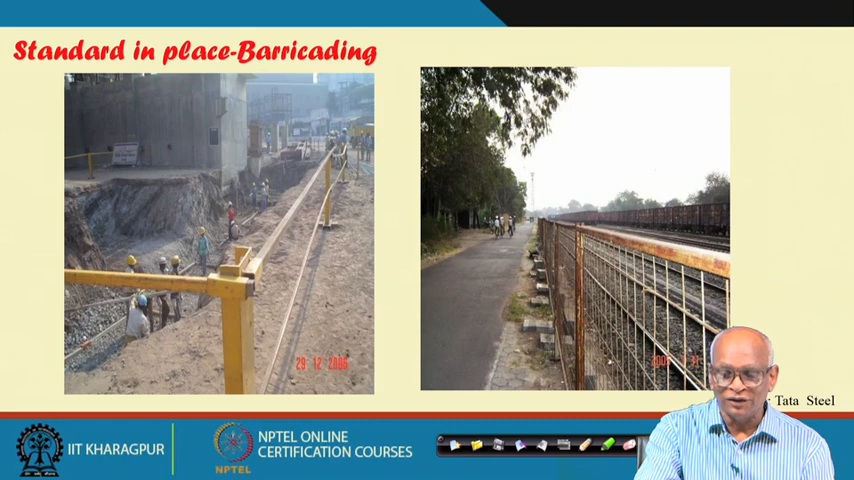 Standard in place-Barricading
29 12 2006
Tata Steel
IIT KHARAGPUR
NPTEL
NPTEL ONLINE
CERTIFICATION COURSES